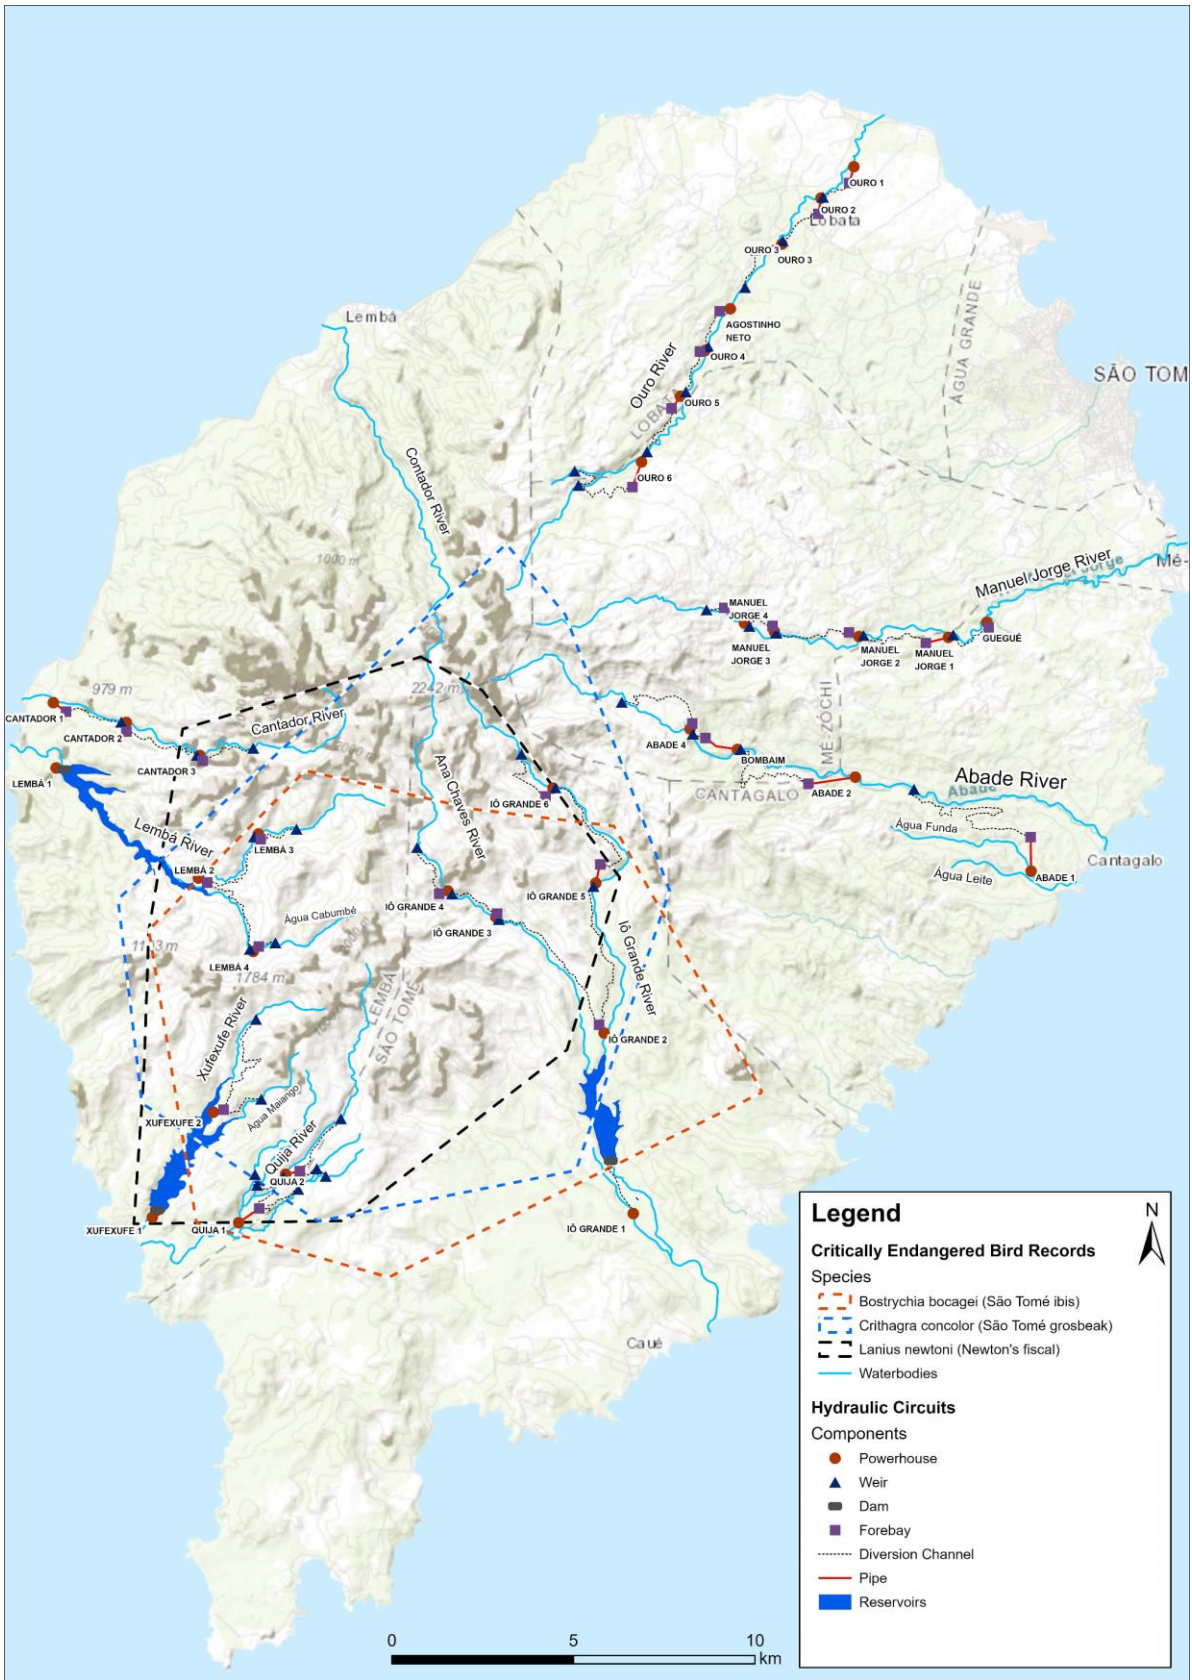 OURO 1
OURO 2
Lobata
OURO 3
OURO 3
ÁGUA GRANDE
Lembá
AGOSTINHO
NETO
OURO 4
Ouro River
SÃO TOM
OURO 5
LOBATA
Contador River
OURO 6
1000 m
Manuel Jorge River
Mé-
MANUEL
JORGE 4
MANUEL
JORGE 3
MANUEL
JORGE 2
MANUEL
JORGE 1
GUEGUÉ
979 m
2242 m
CANTADOR 1
Cantador River
CANTADOR 2
MÉ-ZÓCHI
ABADE 4
BOMBAIM
CANTADOR 3
LEMBÁ 1
Ana Chaves River
Abade River
Abade
ABADE 2
CANTAGALO
IÔ GRANDE 6
Água Funda
Lembá River
LEMBÁ 3
Cantagalo
LEMBÁ 2
Água Leite
ABADE 1
IÔ GRANDE 5
IÔ GRANDE 4
Água Cabumbé
IÔ GRANDE 3
LEMBÁ 4
1784 m
IÔ Grande River
LEMBÁ
SÃO TOMÉ
Xufexufe River
IÔ GRANDE 2
Água Maiango
XUFEXUFE 2
Quija River
QUIJA 2
XUFEXUFE 1
QUIJA 1
IÔ GRANDE 1
Caué
Legend
N
Critically Endangered Bird Records
Species
Bostrychia bocagei (São Tomé ibis)
Crithagra concolor (São Tomé grosbeak)
Lanius newtoni (Newton's fiscal)
Waterbodies
Hydraulic Circuits
Components
Powerhouse
Weir
Dam
Forebay
Diversion Channel
Pipe
Reservoirs
0 5 10
km